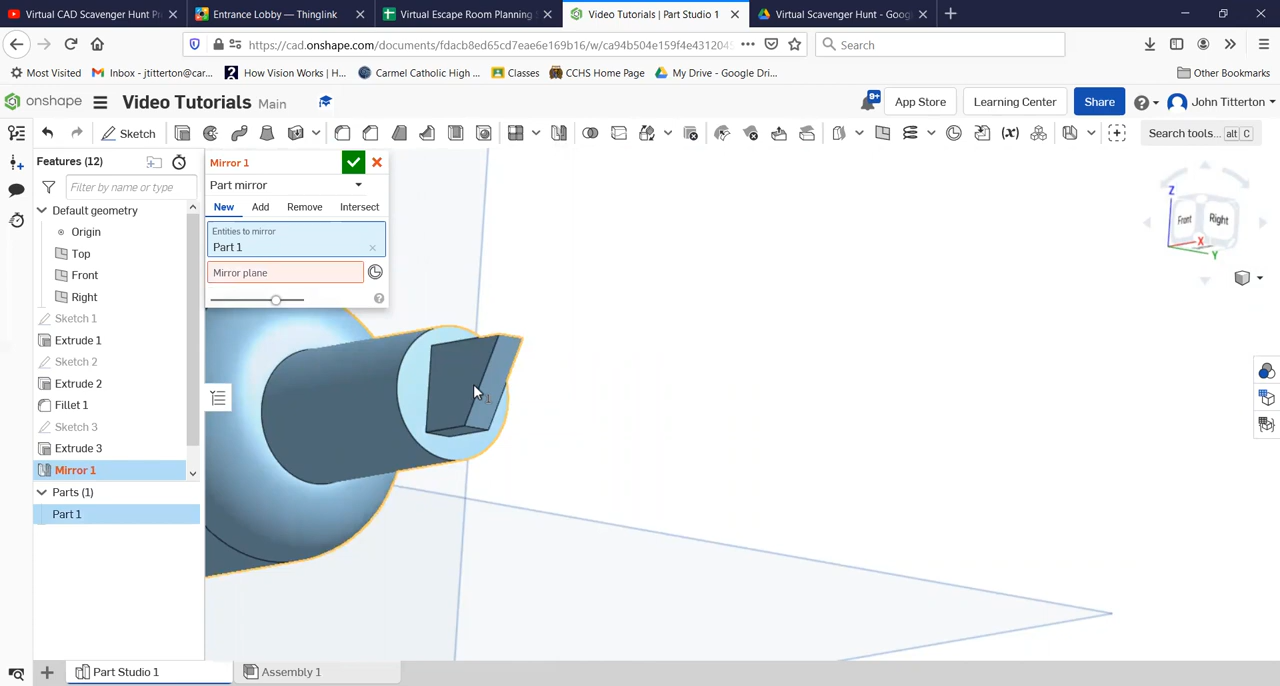 Virtual CAD Scavenger Hunt Pr
Entrance Lobby — Thinglink
Virtual Escape Room Planning S
Video Tutorials | Part Studio 1
Virtual Scavenger Hunt - Goog
https://cad.onshape.com/documents/fdacb8ed65cd7eae6e169b16/w/ca94b504e159f4e431204
Search
Most Visited
Inbox - jtitterton@car...
How Vision Works | H...
Carmel Catholic High ...
Classes
CCHS Home Page
My Drive - Google Dri...
Other Bookmarks
onshape
Video Tutorials Main
9+
App Store
Learning Center
Share
John Titterton
Sketch
Search tools... alt C
Features (12)
Filter by name or type
Default geometry
Origin
Top
Front
Right
Sketch 1
Extrude 1
Sketch 2
Extrude 2
Fillet 1
Sketch 3
Extrude 3
Mirror 1
Parts (1)
Part 1
Mirror 1
Part mirror
New Add Remove Intersect
Entities to mirror
Part 1
Mirror plane
1
Z
Front Right
X
Y
Part Studio 1
Assembly 1